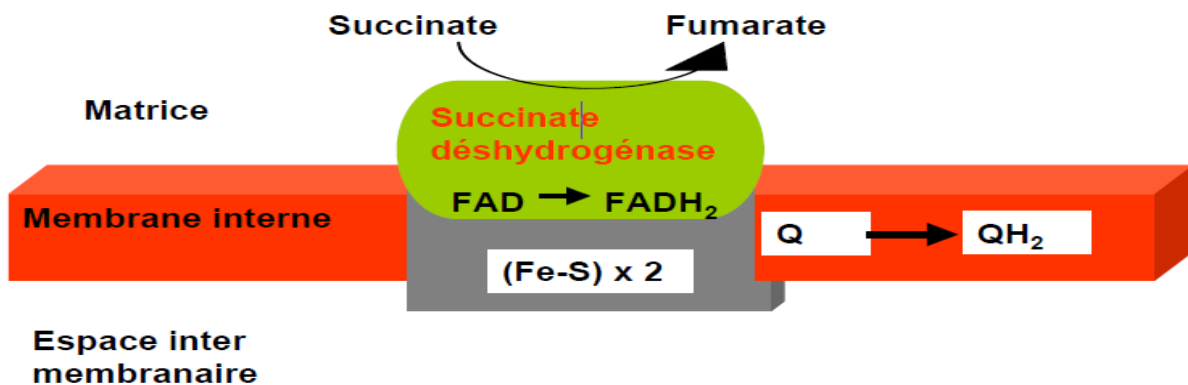 Succinate Fumarate
Matrice
Succinate
déshydrogénase
FAD FADH₂
Membrane interne
Q QH₂
(Fe-S) x 2
Espace inter
membranaire